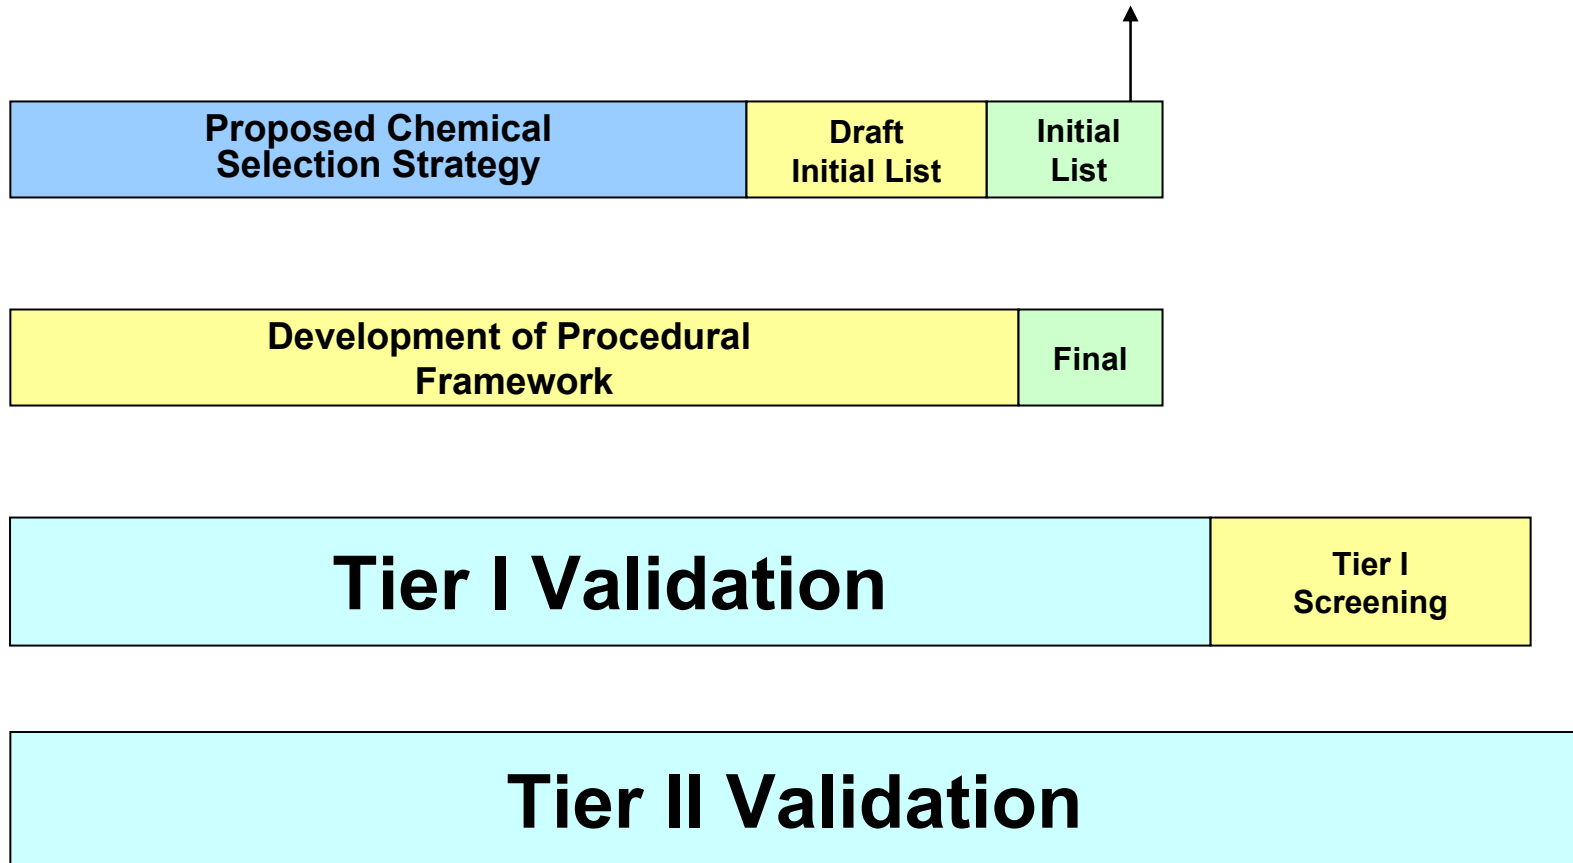 Proposed Chemical
Selection Strategy
Draft
Initial List
Initial
List
Development of Procedural
Framework
Final
Tier I Validation
Tier I
Screening
Tier II Validation